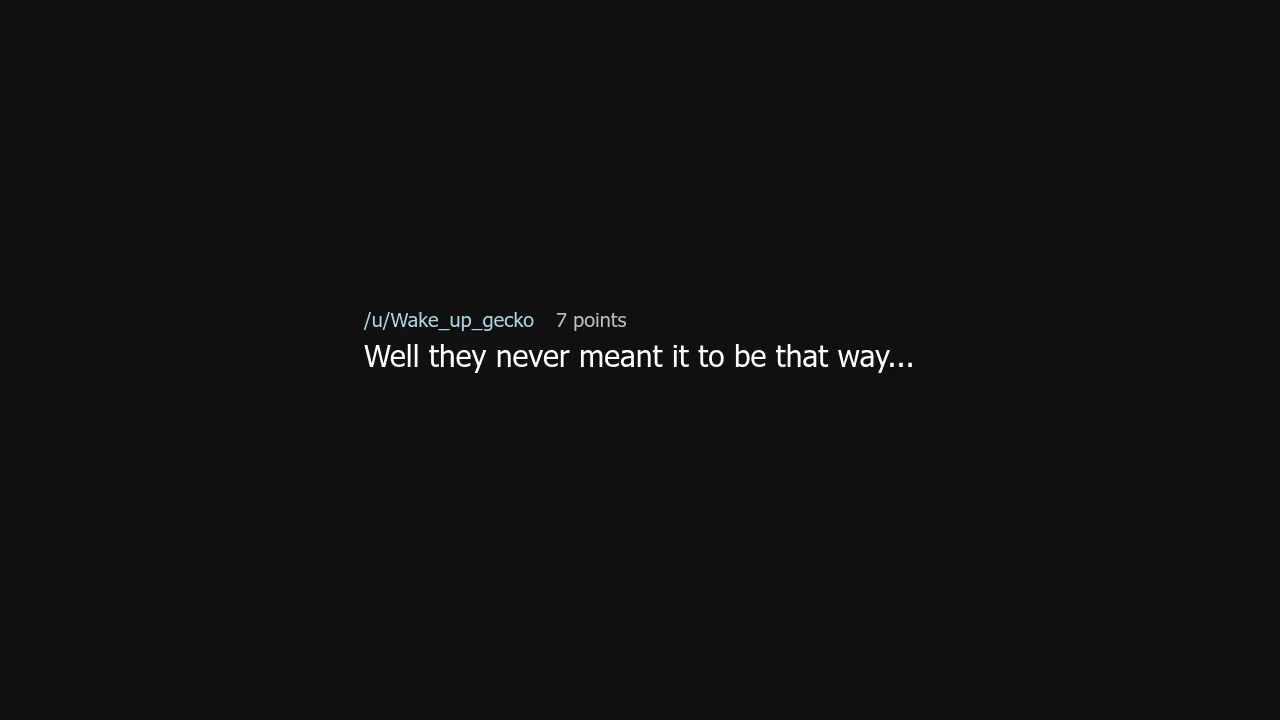 /u/Wake_up_gecko 7 points
Well they never meant it to be that way...